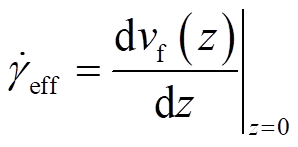 γ̇_eff = dv_f (z) / dz |_{z=0}